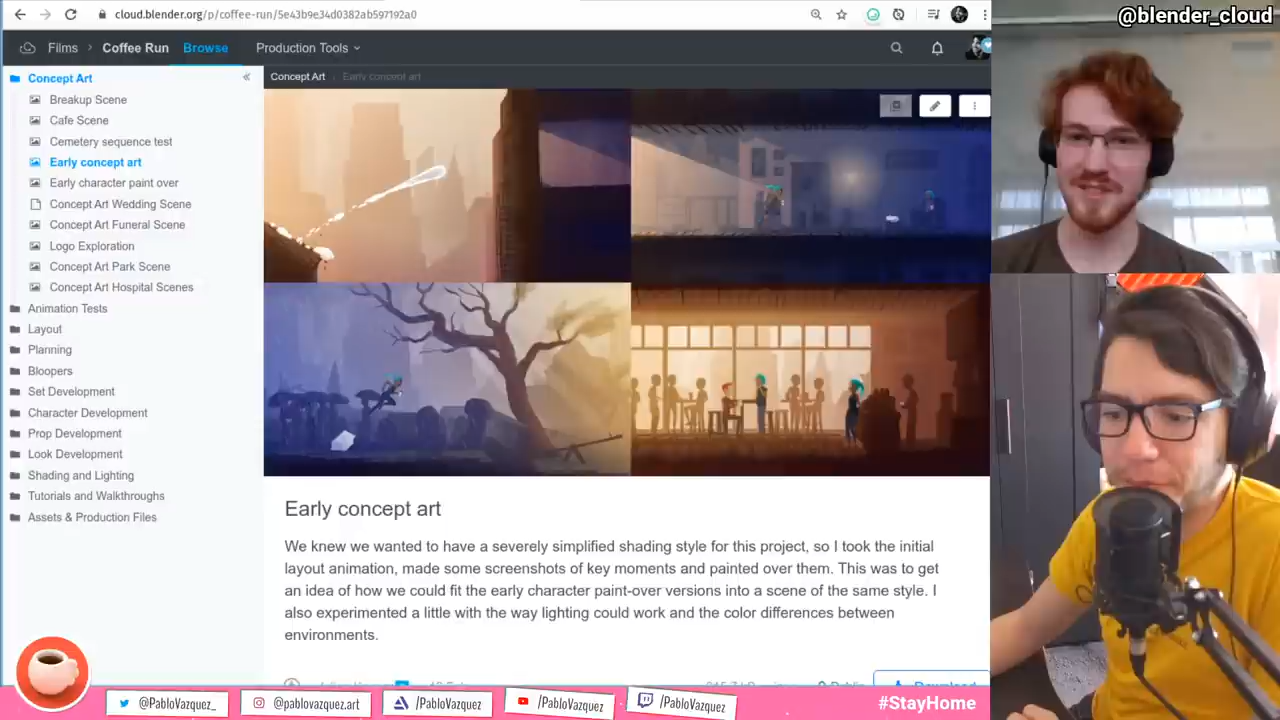 cloud.blender.org/p/coffee-run/5e43b9e34d0382ab597192a0
@blender_cloud
Films > Coffee Run Browse Production Tools
Concept Art
Breakup Scene
Cafe Scene
Cemetery sequence test
Early concept art
Early character paint over
Concept Art Wedding Scene
Concept Art Funeral Scene
Logo Exploration
Concept Art Park Scene
Concept Art Hospital Scenes
Animation Tests
Layout
Planning
Bloopers
Set Development
Character Development
Prop Development
Look Development
Shading and Lighting
Tutorials and Walkthroughs
Assets & Production Files
Concept Art Early concept art
Early concept art
We knew we wanted to have a severely simplified shading style for this project, so I took the initial
layout animation, made some screenshots of key moments and painted over them. This was to get
an idea of how we could fit the early character paint-over versions into a scene of the same style. I
also experimented a little with the way lighting could work and the color differences between
environments.
Download
@PabloVazquez_ @pablovazquez.art /PabloVazquez /PabloVazquez /PabloVazquez #StayHome